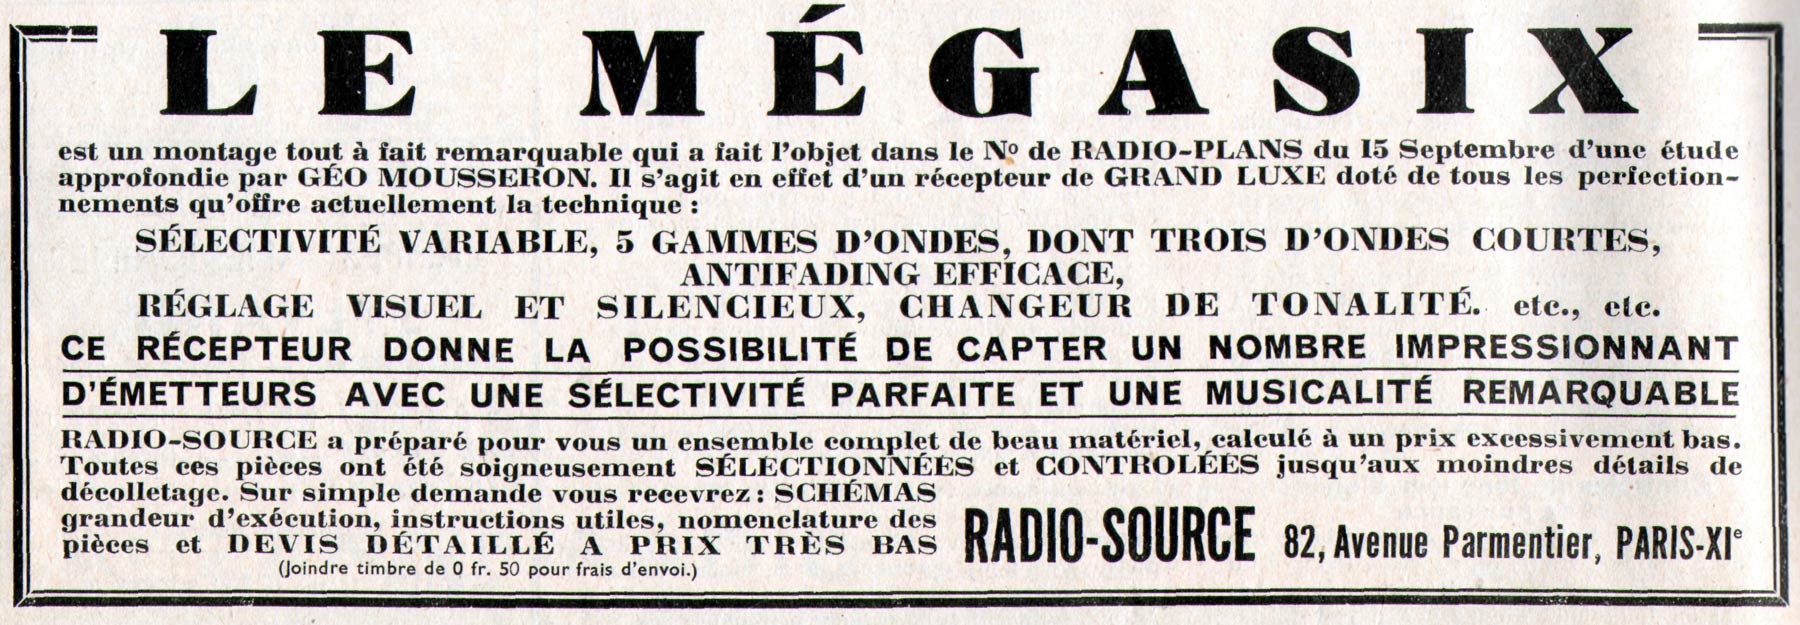 LE MÉGASIX
est un montage tout à fait remarquable qui a fait l'objet dans le Nº de RADIO-PLANS du 15 Septembre d'une étude
approfondie par GÉO MOUSSERON. Il s'agit en effet d'un récepteur de GRAND LUXE doté de tous les perfection-
nements qu'offre actuellement la technique :
SÉLECTIVITÉ VARIABLE, 5 GAMMES D'ONDES, DONT TROIS D'ONDES COURTES,
ANTIFADING EFFICACE,
RÉGLAGE VISUEL ET SILENCIEUX, CHANGEUR DE TONALITÉ. etc., etc.
CE RÉCEPTEUR DONNE LA POSSIBILITÉ DE CAPTER UN NOMBRE IMPRESSIONNANT
D'ÉMETTEURS AVEC UNE SÉLECTIVITÉ PARFAITE ET UNE MUSICALITÉ REMARQUABLE
RADIO-SOURCE a préparé pour vous un ensemble complet de beau matériel, calculé à un prix excessivement bas.
Toutes ces pièces ont été soigneusement SÉLECTIONNÉES et CONTROLÉES jusqu'aux moindres détails de
décolletage. Sur simple demande vous recevrez : SCHÉMAS
grandeur d'exécution, instructions utiles, nomenclature des
pièces et DEVIS DÉTAILLÉ A PRIX TRÈS BAS
(Joindre timbre de 0 fr. 50 pour frais d'envoi.)
RADIO-SOURCE 82, Avenue Parmentier, PARIS-XIe